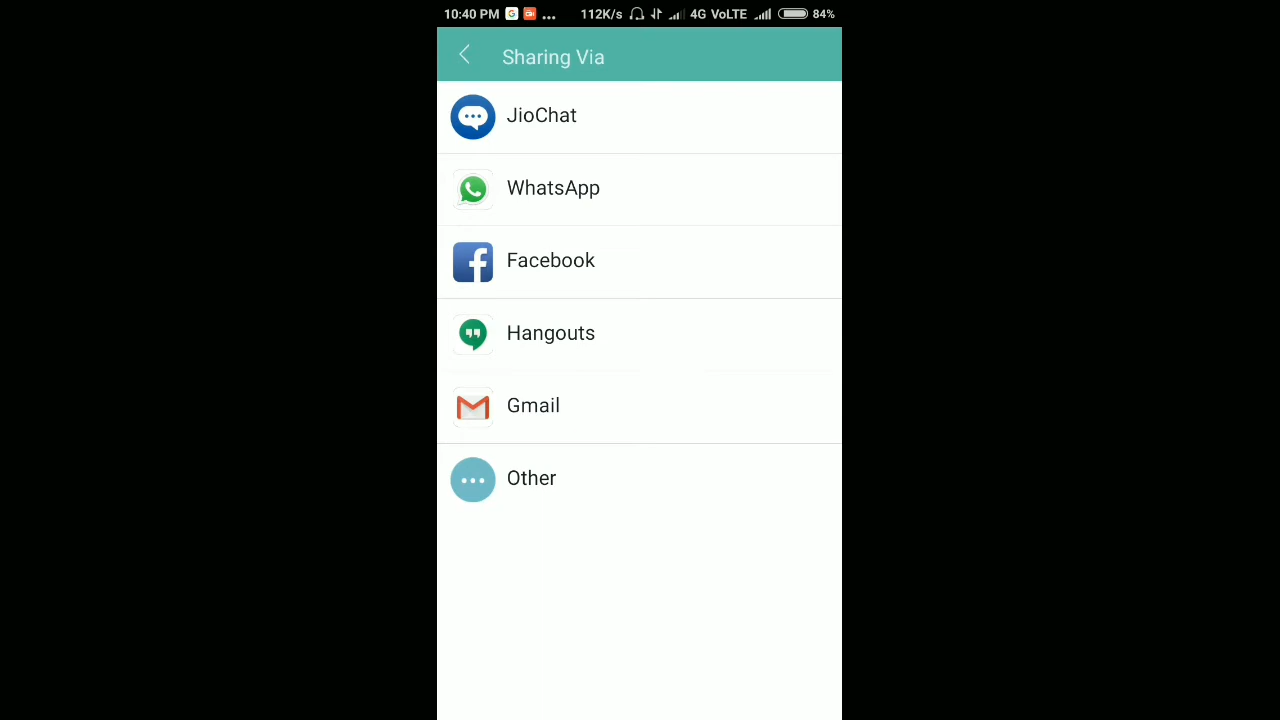 10:40 PM ... 112K/s 4G VoLTE 84%
Sharing Via
JioChat
WhatsApp
Facebook
Hangouts
Gmail
Other